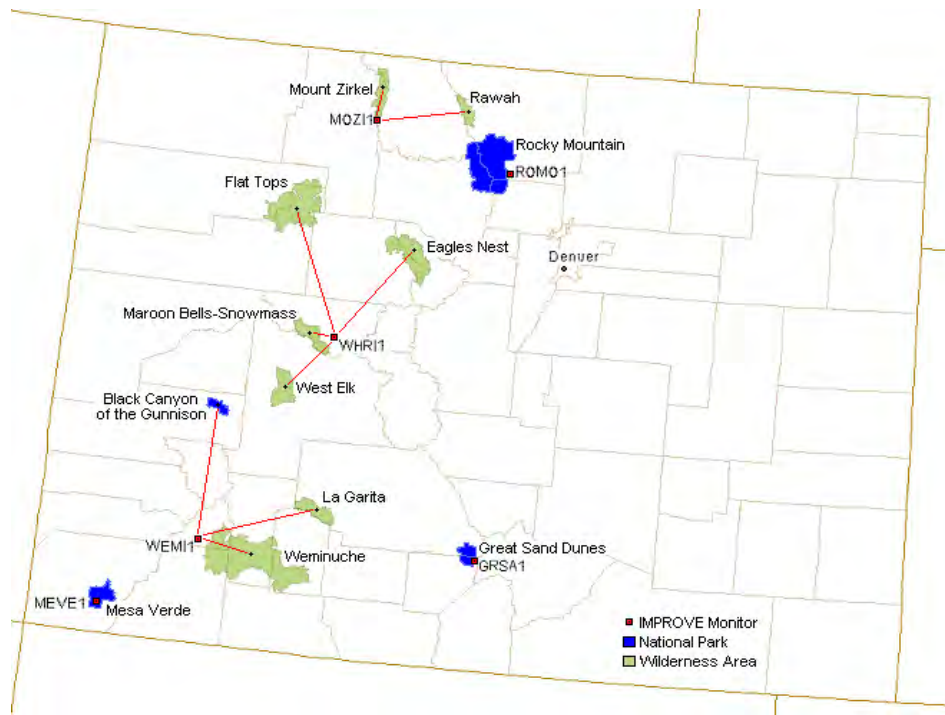 Mount Zirkel
MOZI1
Rawah
Rocky Mountain
ROMO1
Flat Tops
Eagles Nest
Denver
Maroon Bells-Snowmass
WHRI1
West Elk
Black Canyon
of the Gunnison
La Garita
WEMI1
Weminuche
Great Sand Dunes
GRSA1
MEVE1
Mesa Verde
IMPROVE Monitor
National Park
Wilderness Area